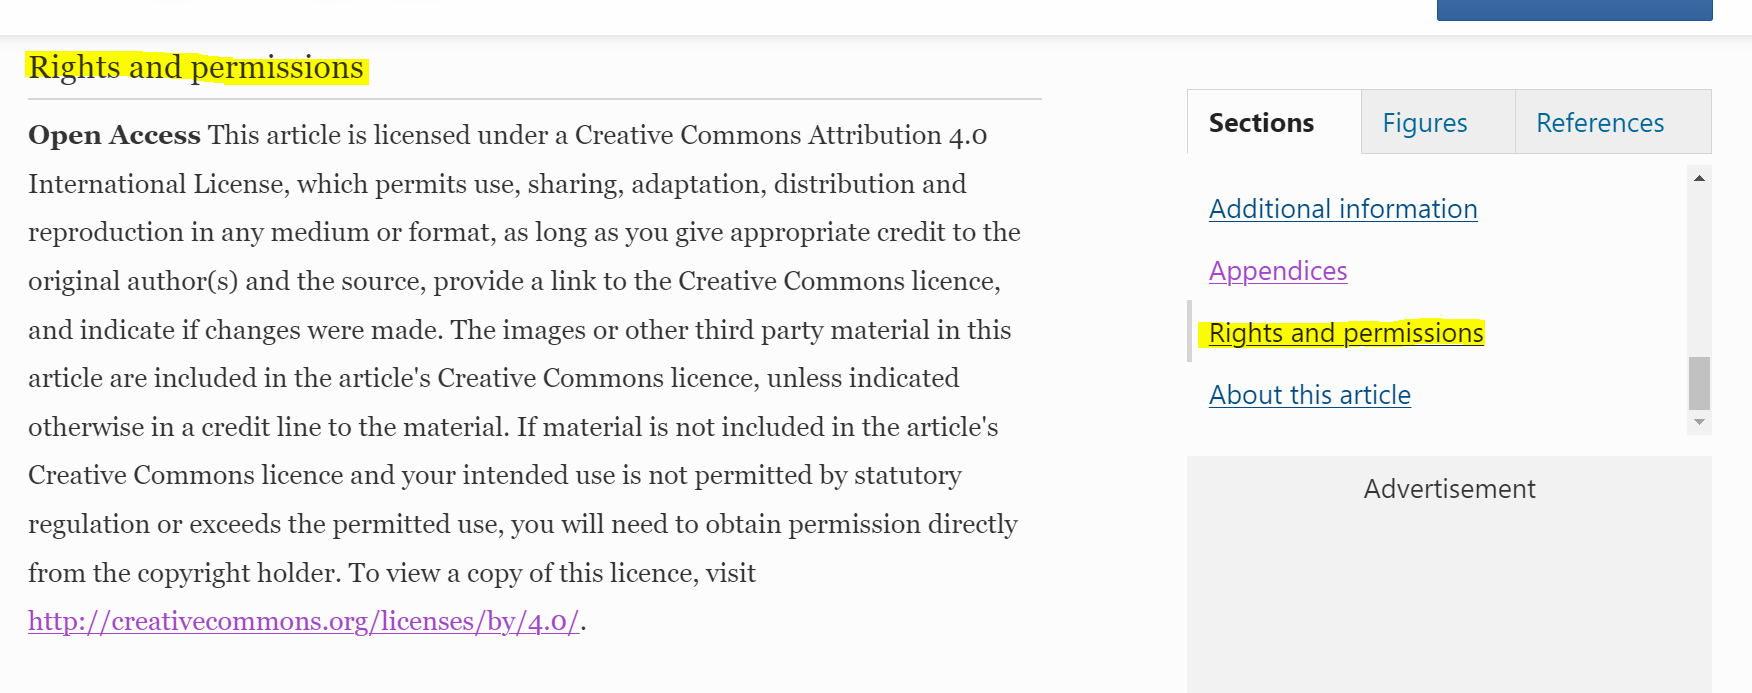 Rights and permissions
Open Access This article is licensed under a Creative Commons Attribution 4.0
International License, which permits use, sharing, adaptation, distribution and
reproduction in any medium or format, as long as you give appropriate credit to the
original author(s) and the source, provide a link to the Creative Commons licence,
and indicate if changes were made. The images or other third party material in this
article are included in the article's Creative Commons licence, unless indicated
otherwise in a credit line to the material. If material is not included in the article's
Creative Commons licence and your intended use is not permitted by statutory
regulation or exceeds the permitted use, you will need to obtain permission directly
from the copyright holder. To view a copy of this licence, visit
http://creativecommons.org/licenses/by/4.0/.
Sections Figures References
Additional information
Appendices
Rights and permissions
About this article
Advertisement